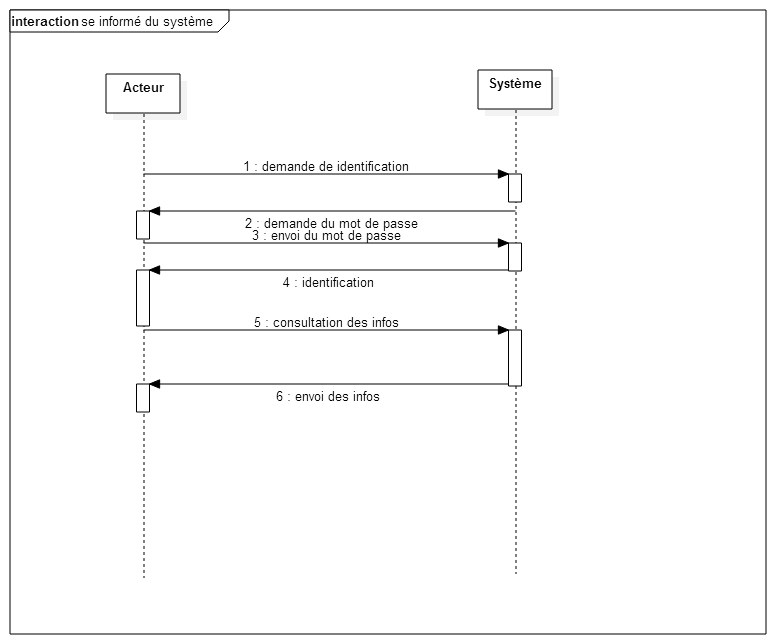 interaction se informé du système
Acteur
Système
1 : demande de identification
2 : demande du mot de passe
3 : envoi du mot de passe
4 : identification
5 : consultation des infos
6 : envoi des infos